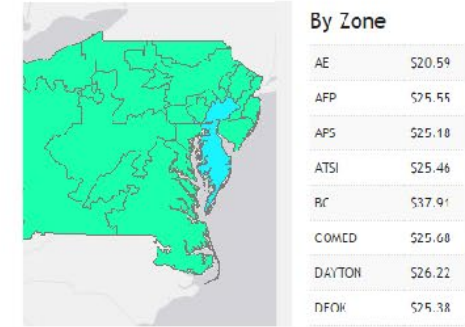 By Zone
AE $20.59
AEP $25.55
APS $25.18
ATSI $25.46
BC $37.91
COMED $25.68
DAYTON $26.22
DEOK $25.38